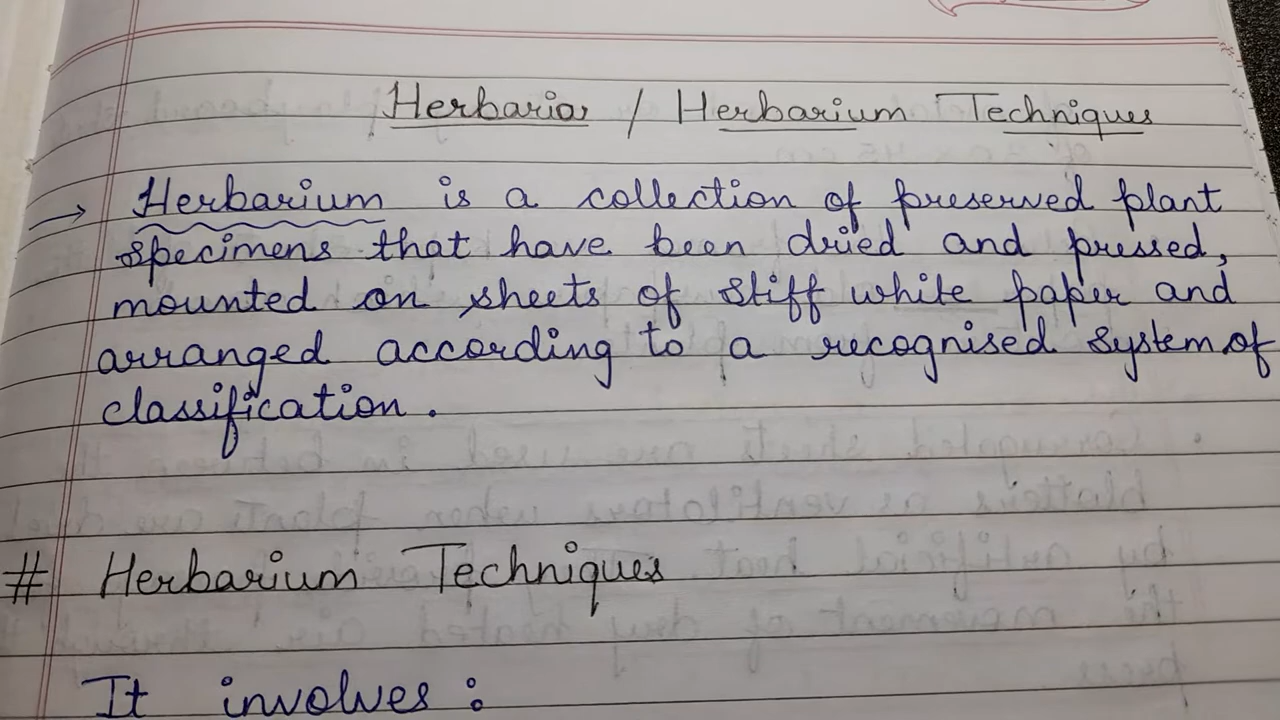 Herbaria / Herbarium Techniques
→ Herbarium is a collection of preserved plant
specimens that have been dried and pressed,
mounted on sheets of stiff white paper and
arranged according to a recognised system of
classification.
# Herbarium Techniques
It involves :